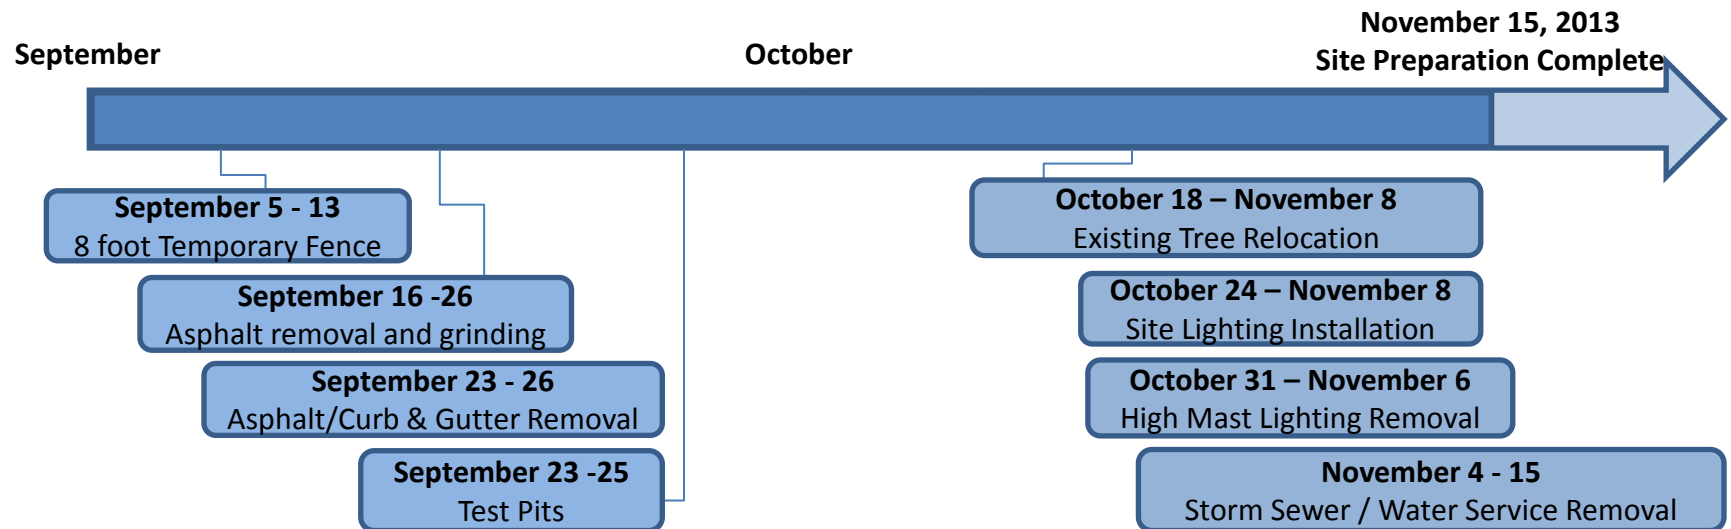 November 15, 2013
September
October
Site Preparation Complete
September 5 - 13
8 foot Temporary Fence
September 16 -26
Asphalt removal and grinding
September 23 - 26
Asphalt/Curb & Gutter Removal
September 23 -25
Test Pits
October 18 – November 8
Existing Tree Relocation
October 24 – November 8
Site Lighting Installation
October 31 – November 6
High Mast Lighting Removal
November 4 - 15
Storm Sewer / Water Service Removal